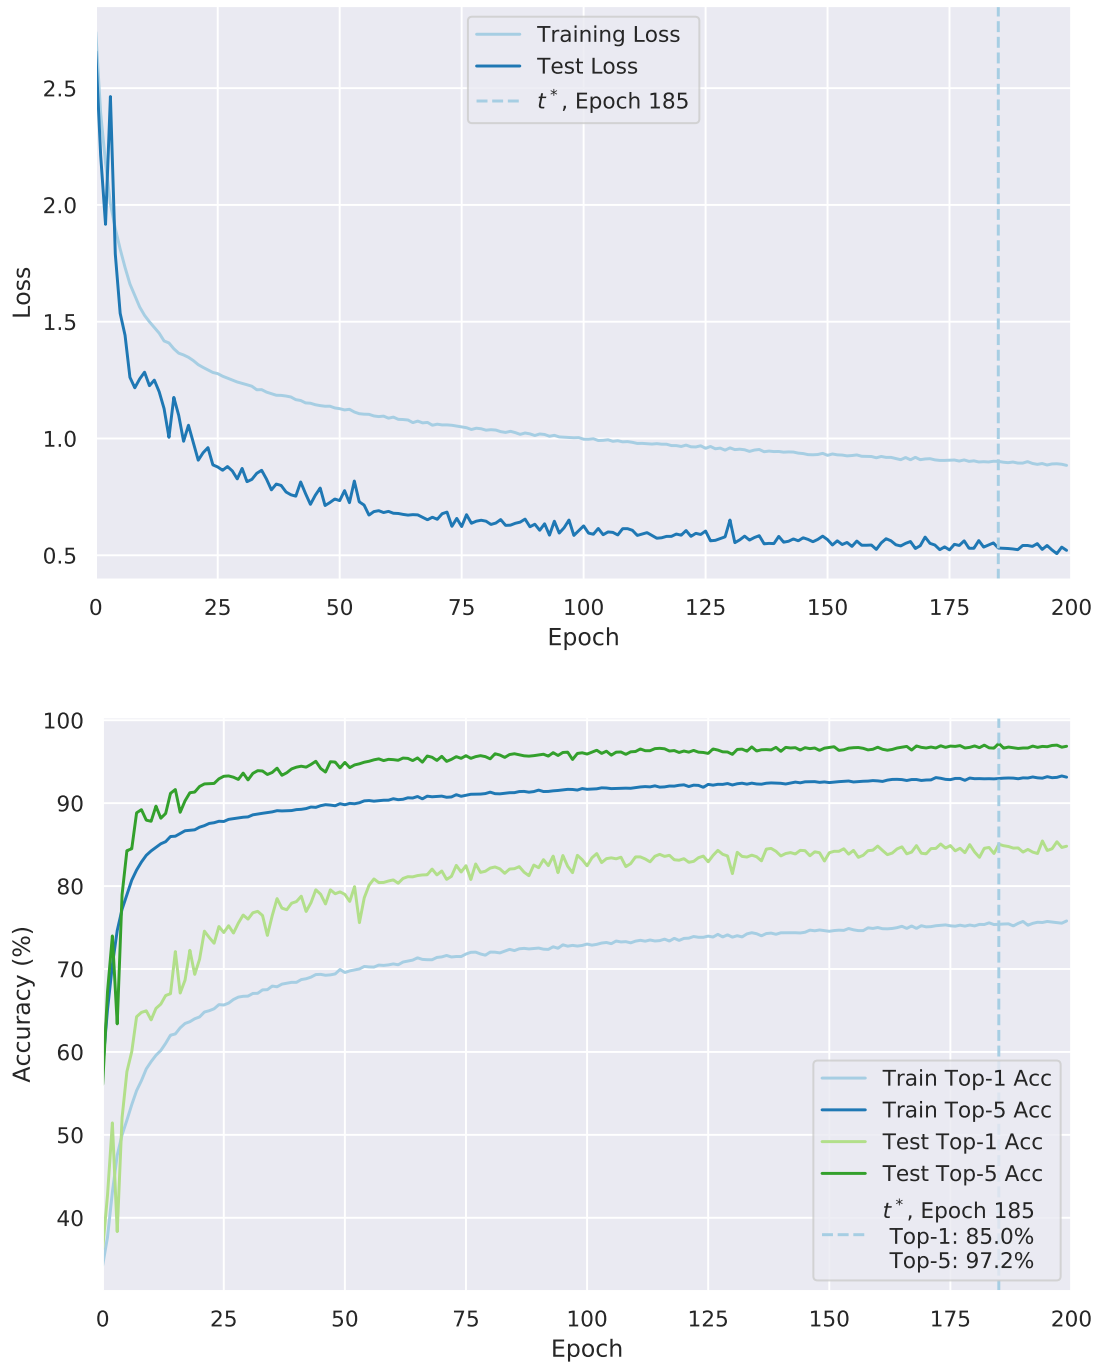 Training Loss
Test Loss
t*, Epoch 185
2.5
2.0
1.5
1.0
0.5
Loss
0 25 50 75 100 125 150 175 200
Epoch
100
90
80
70
60
50
40
Accuracy (%)
Train Top-1 Acc
Train Top-5 Acc
Test Top-1 Acc
Test Top-5 Acc
t*, Epoch 185
Top-1: 85.0%
Top-5: 97.2%
0 25 50 75 100 125 150 175 200
Epoch